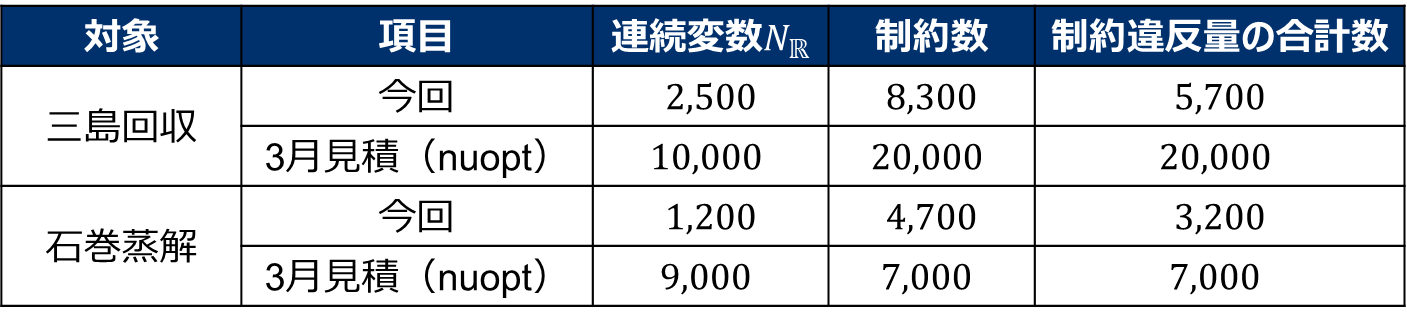 対象 項目 連続変数Nℝ 制約数 制約違反量の合計数
三島回収 今回 2,500 8,300 5,700
3月見積（nuopt） 10,000 20,000 20,000
石巻蒸解 今回 1,200 4,700 3,200
3月見積（nuopt） 9,000 7,000 7,000